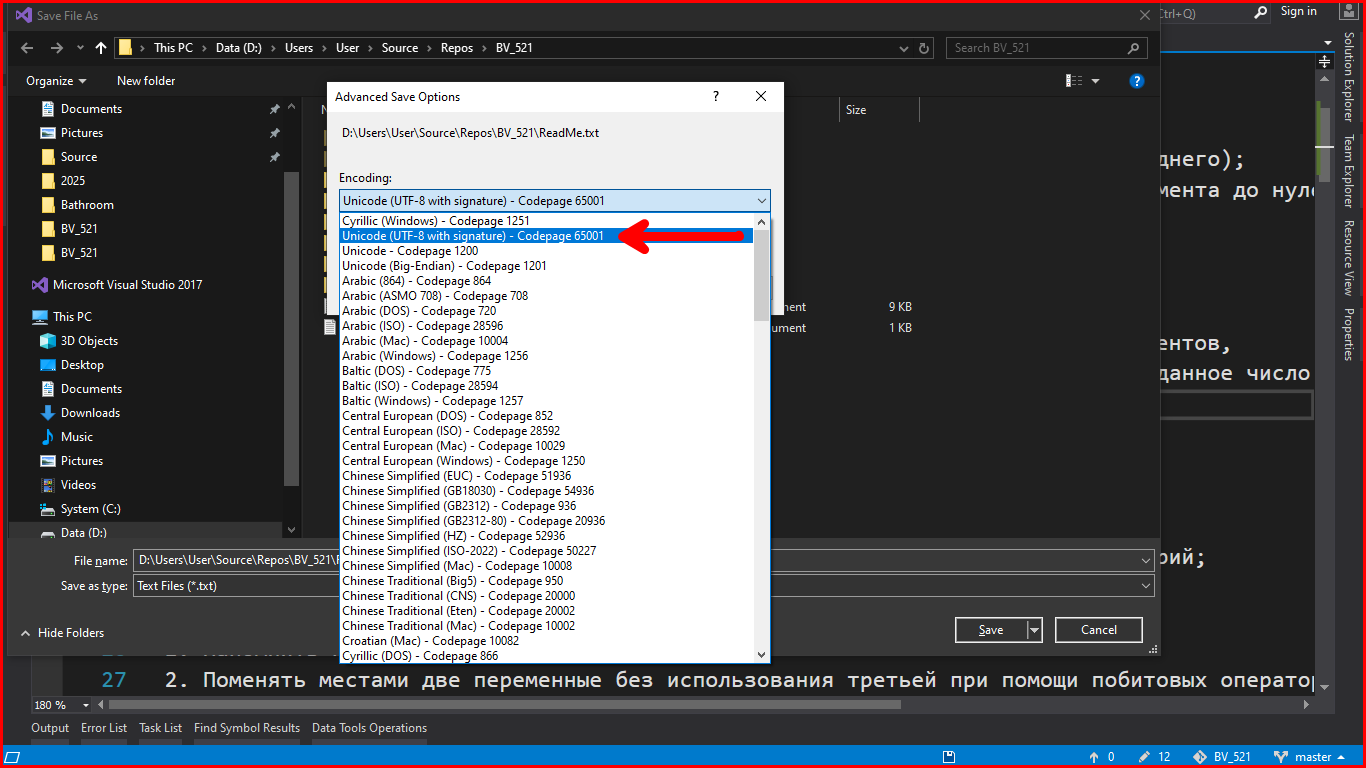 Save File As
Ctrl+Q)
Sign in
This PC
Data (D:)
Users
User
Source
Repos
BV_521
Search BV_521
Organize
New folder
?
Documents
Pictures
Source
2025
Bathroom
BV_521
BV_521
Microsoft Visual Studio 2017
This PC
3D Objects
Desktop
Documents
Downloads
Music
Pictures
Videos
System (C:)
Data (D:)
Size
9 KB
1 KB
Advanced Save Options
?
D:\Users\User\Source\Repos\BV_521\ReadMe.txt
Encoding:
Unicode (UTF-8 with signature) - Codepage 65001
Cyrillic (Windows) - Codepage 1251
Unicode (UTF-8 with signature) - Codepage 65001
Unicode - Codepage 1200
Unicode (Big-Endian) - Codepage 1201
Arabic (864) - Codepage 864
Arabic (ASMO 708) - Codepage 708
Arabic (DOS) - Codepage 720
Arabic (ISO) - Codepage 28596
Arabic (Mac) - Codepage 10004
Arabic (Windows) - Codepage 1256
Baltic (DOS) - Codepage 775
Baltic (ISO) - Codepage 28594
Baltic (Windows) - Codepage 1257
Central European (DOS) - Codepage 852
Central European (ISO) - Codepage 28592
Central European (Mac) - Codepage 10029
Central European (Windows) - Codepage 1250
Chinese Simplified (EUC) - Codepage 51936
Chinese Simplified (GB18030) - Codepage 54936
Chinese Simplified (GB2312) - Codepage 936
Chinese Simplified (GB2312-80) - Codepage 20936
Chinese Simplified (HZ) - Codepage 52936
Chinese Simplified (ISO-2022) - Codepage 50227
Chinese Simplified (Mac) - Codepage 10008
Chinese Traditional (Big5) - Codepage 950
Chinese Traditional (CNS) - Codepage 20000
Chinese Traditional (Eten) - Codepage 20002
Chinese Traditional (Mac) - Codepage 10002
Croatian (Mac) - Codepage 10082
Cyrillic (DOS) - Codepage 866
File name: D:\Users\User\Source\Repos\BV_521\
Save as type: Text Files (*.txt)
Hide Folders
Save
Cancel
днего);
мента до нуле
ентов,
данное число
рий;
27 2. Поменять местами две переменные без использования третьей при помощи побитовых оператор
Solution Explorer
Team Explorer
Resource View
Properties
180 %
Output
Error List
Task List
Find Symbol Results
Data Tools Operations
0
12
BV_521
master